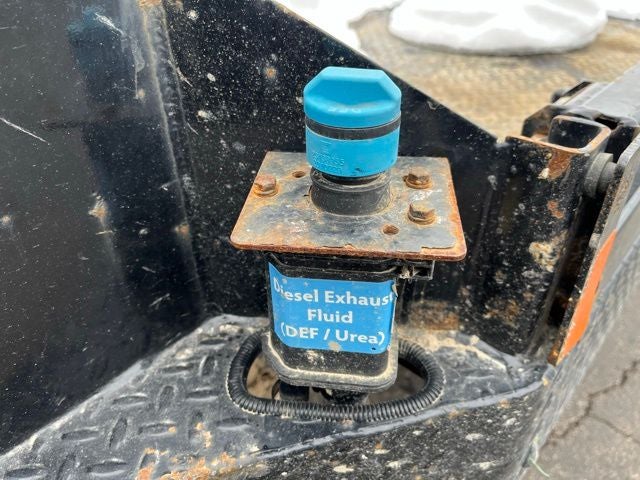 Diesel Exhaust
Fluid
(DEF / Urea)